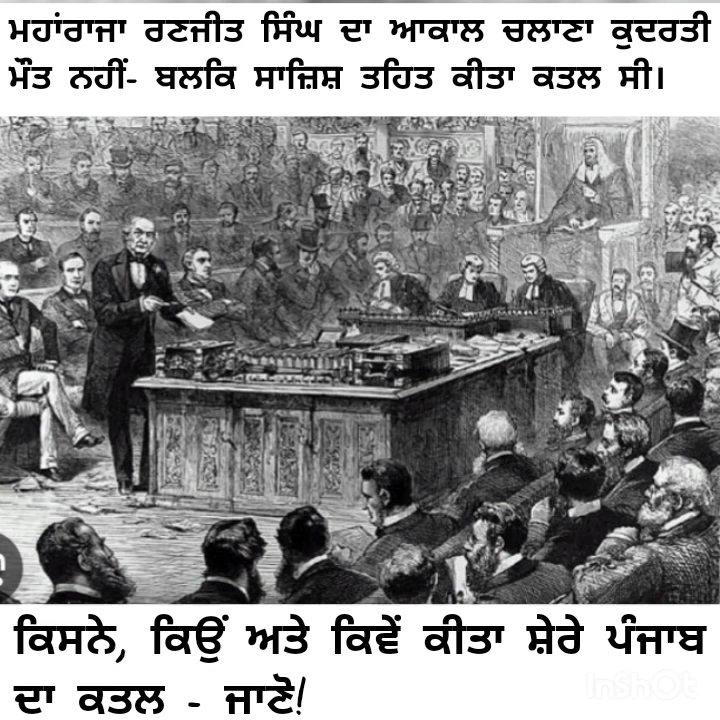 ਮਹਾਂਰਾਜਾ ਰਣਜੀਤ ਸਿੰਘ ਦਾ ਆਕਾਲ ਚਲਾਣਾ ਕੁਦਰਤੀ
ਮੌਤ ਨਹੀਂ- ਬਲਕਿ ਸਾਜ਼ਿਸ਼ ਤਹਿਤ ਕੀਤਾ ਕਤਲ ਸੀ।
ਕਿਸਨੇ, ਕਿਉਂ ਅਤੇ ਕਿਵੇਂ ਕੀਤਾ ਸ਼ੇਰੇ ਪੰਜਾਬ
ਦਾ ਕਤਲ - ਜਾਣੋ!
InShOt